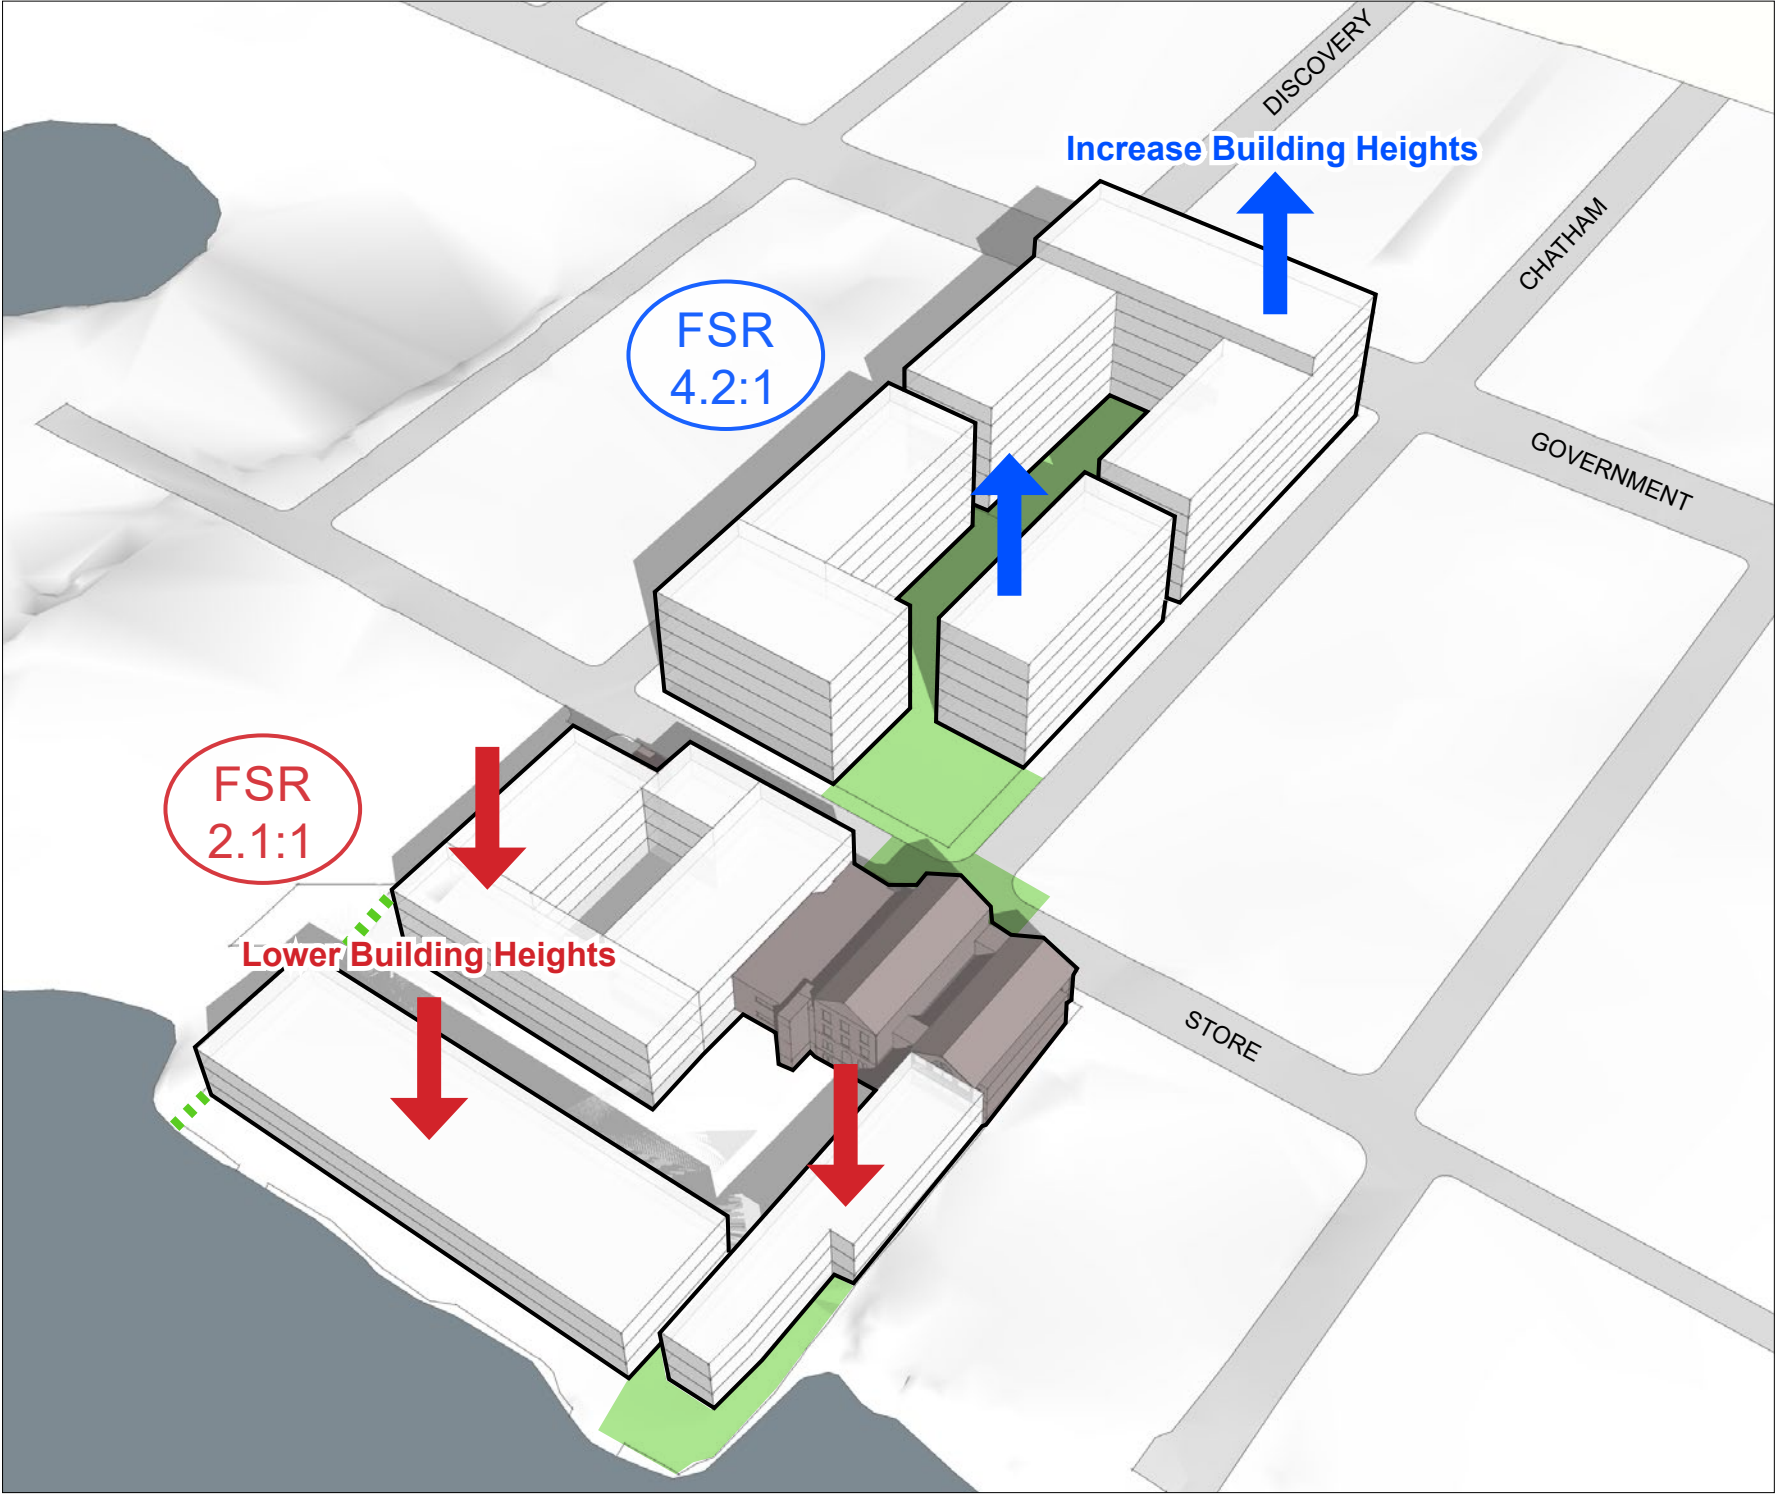 DISCOVERY
Increase Building Heights
CHATHAM
FSR
4.2:1
GOVERNMENT
FSR
2.1:1
Lower Building Heights
STORE